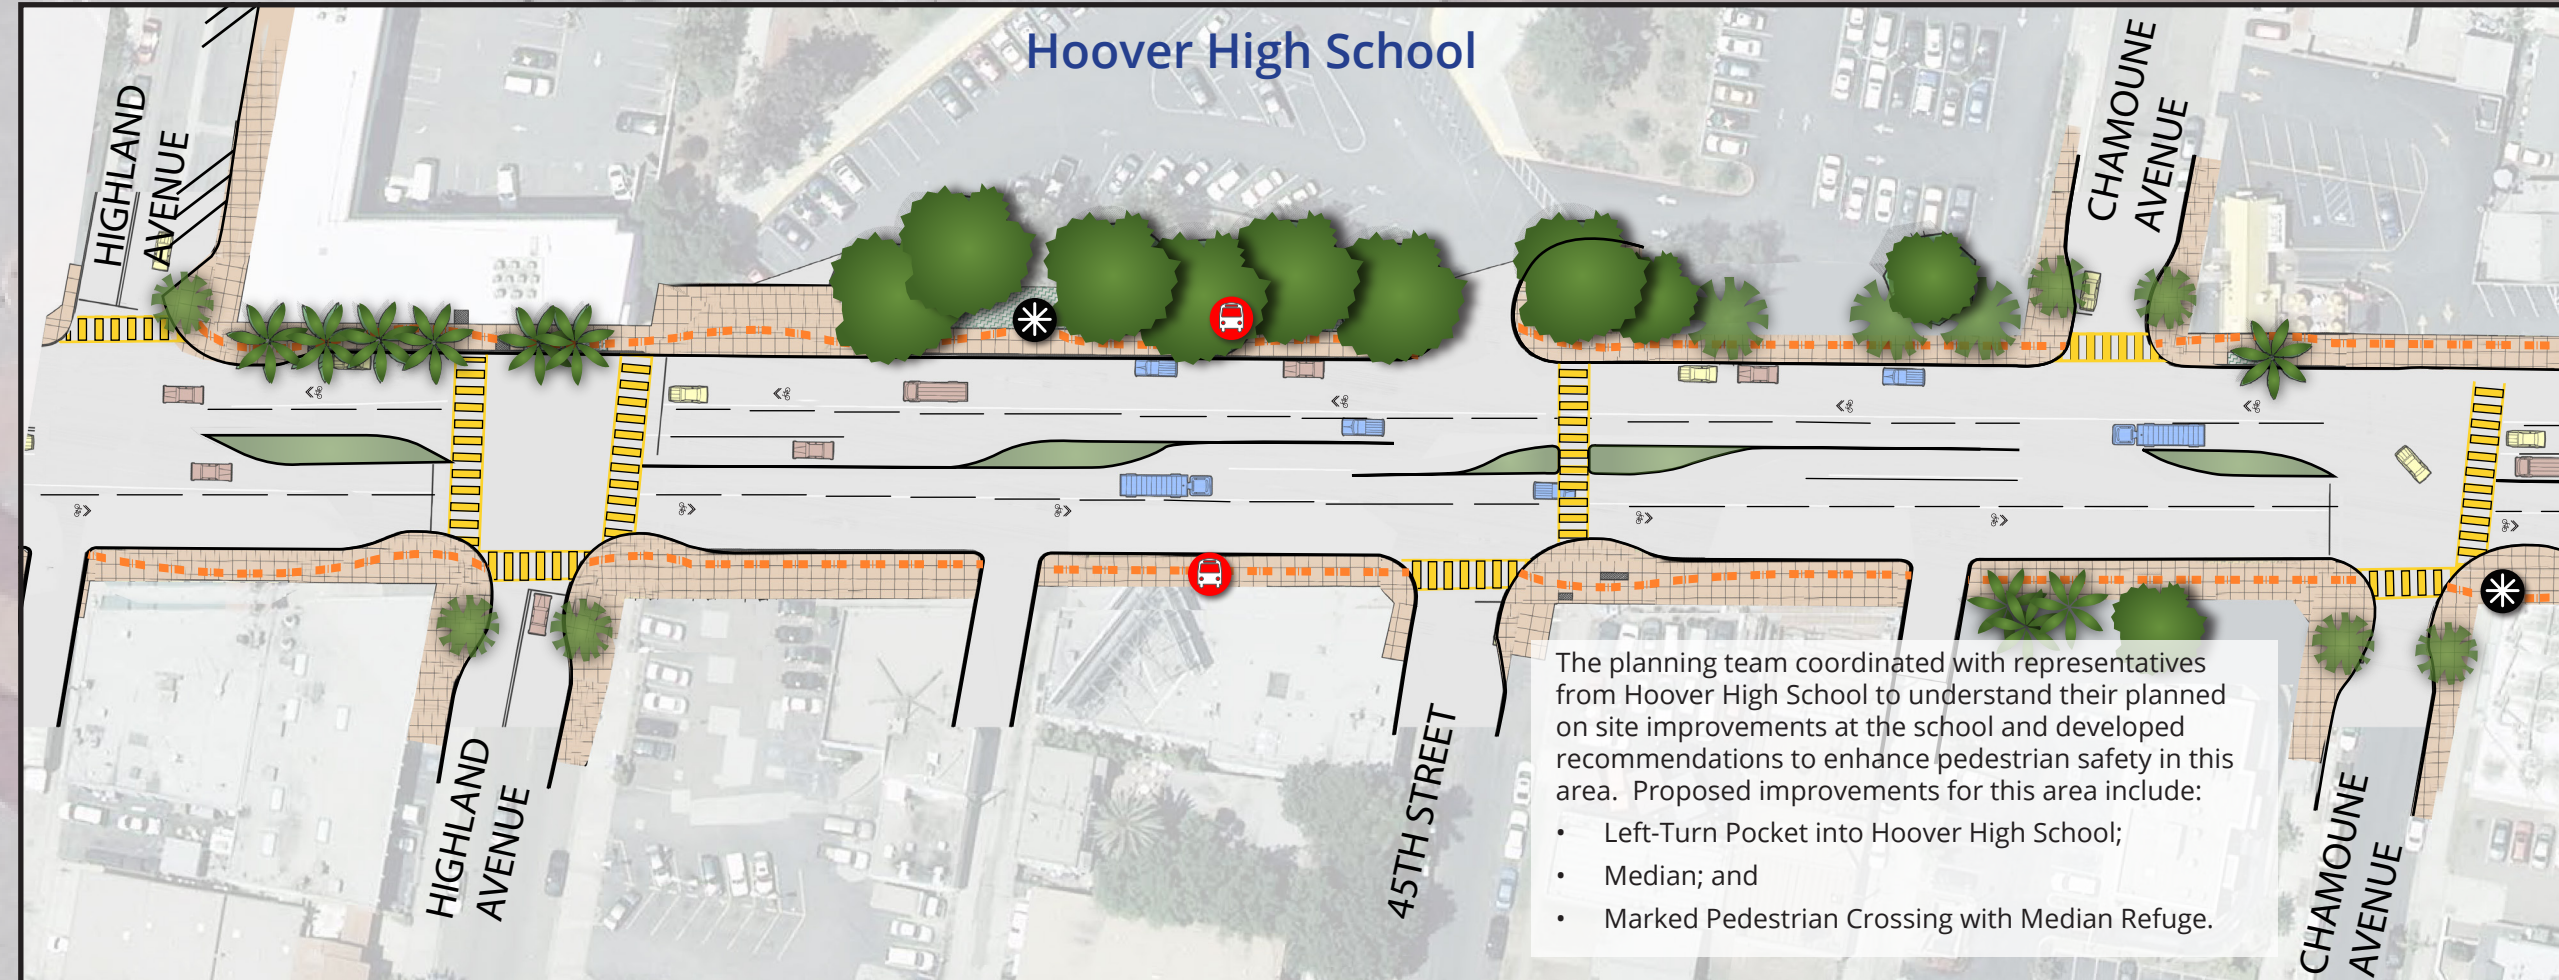 Hoover High School
HIGHLAND
AVENUE
CHAMOUNE
AVENUE
HIGHLAND
AVENUE
45TH STREET
CHAMOUNE
AVENUE
The planning team coordinated with representatives
from Hoover High School to understand their planned
on site improvements at the school and developed
recommendations to enhance pedestrian safety in this
area.  Proposed improvements for this area include:
•	Left-Turn Pocket into Hoover High School;
•	Median; and
•	Marked Pedestrian Crossing with Median Refuge.